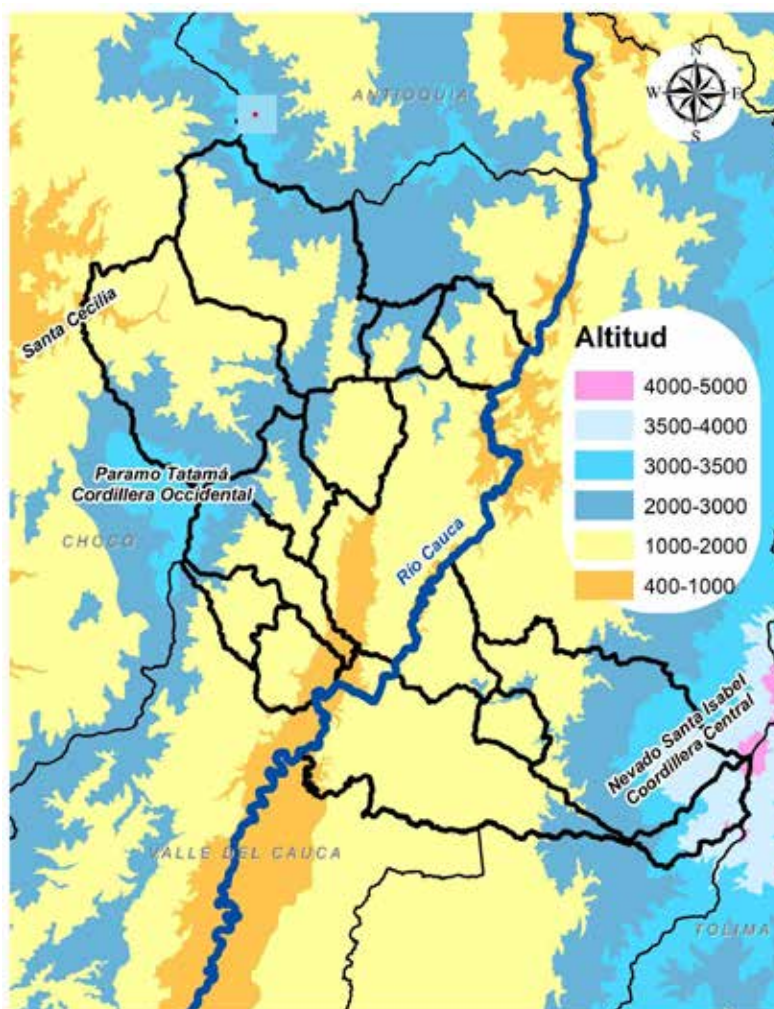 ANTIOQUIA
N
W E
S
Santa Cecilia
Altitud
4000-5000
3500-4000
3000-3500
2000-3000
1000-2000
400-1000
Paramo Tatamá
Cordillera Occidental
CHOCO
Río Cauca
Nevado Santa Isabel
Coordillera Central
VALLE DEL CAUCA
TOLIMA